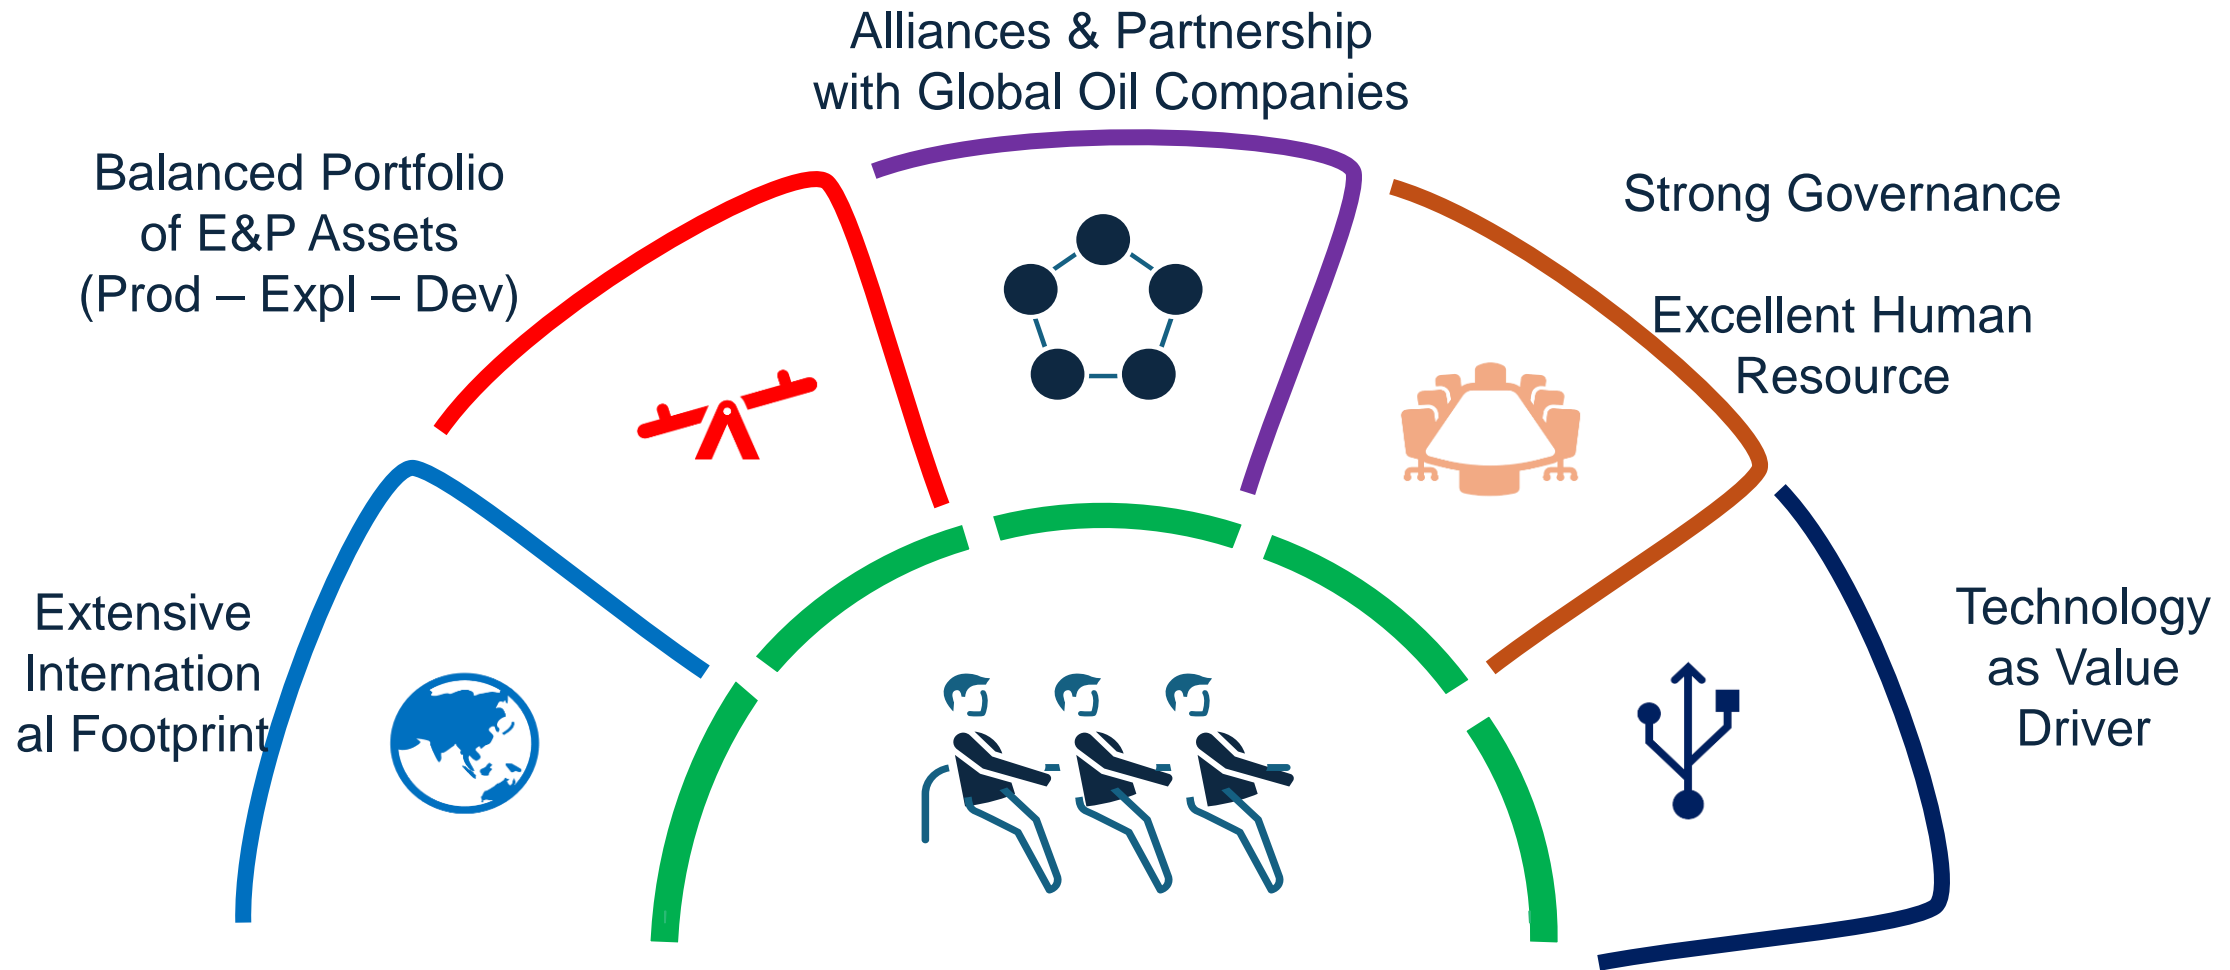 Alliances & Partnership
with Global Oil Companies
Balanced Portfolio
of E&P Assets
(Prod – Expl – Dev)
Strong Governance
Excellent Human
Resource
Extensive
Internation
al Footprint
Technology
as Value
Driver